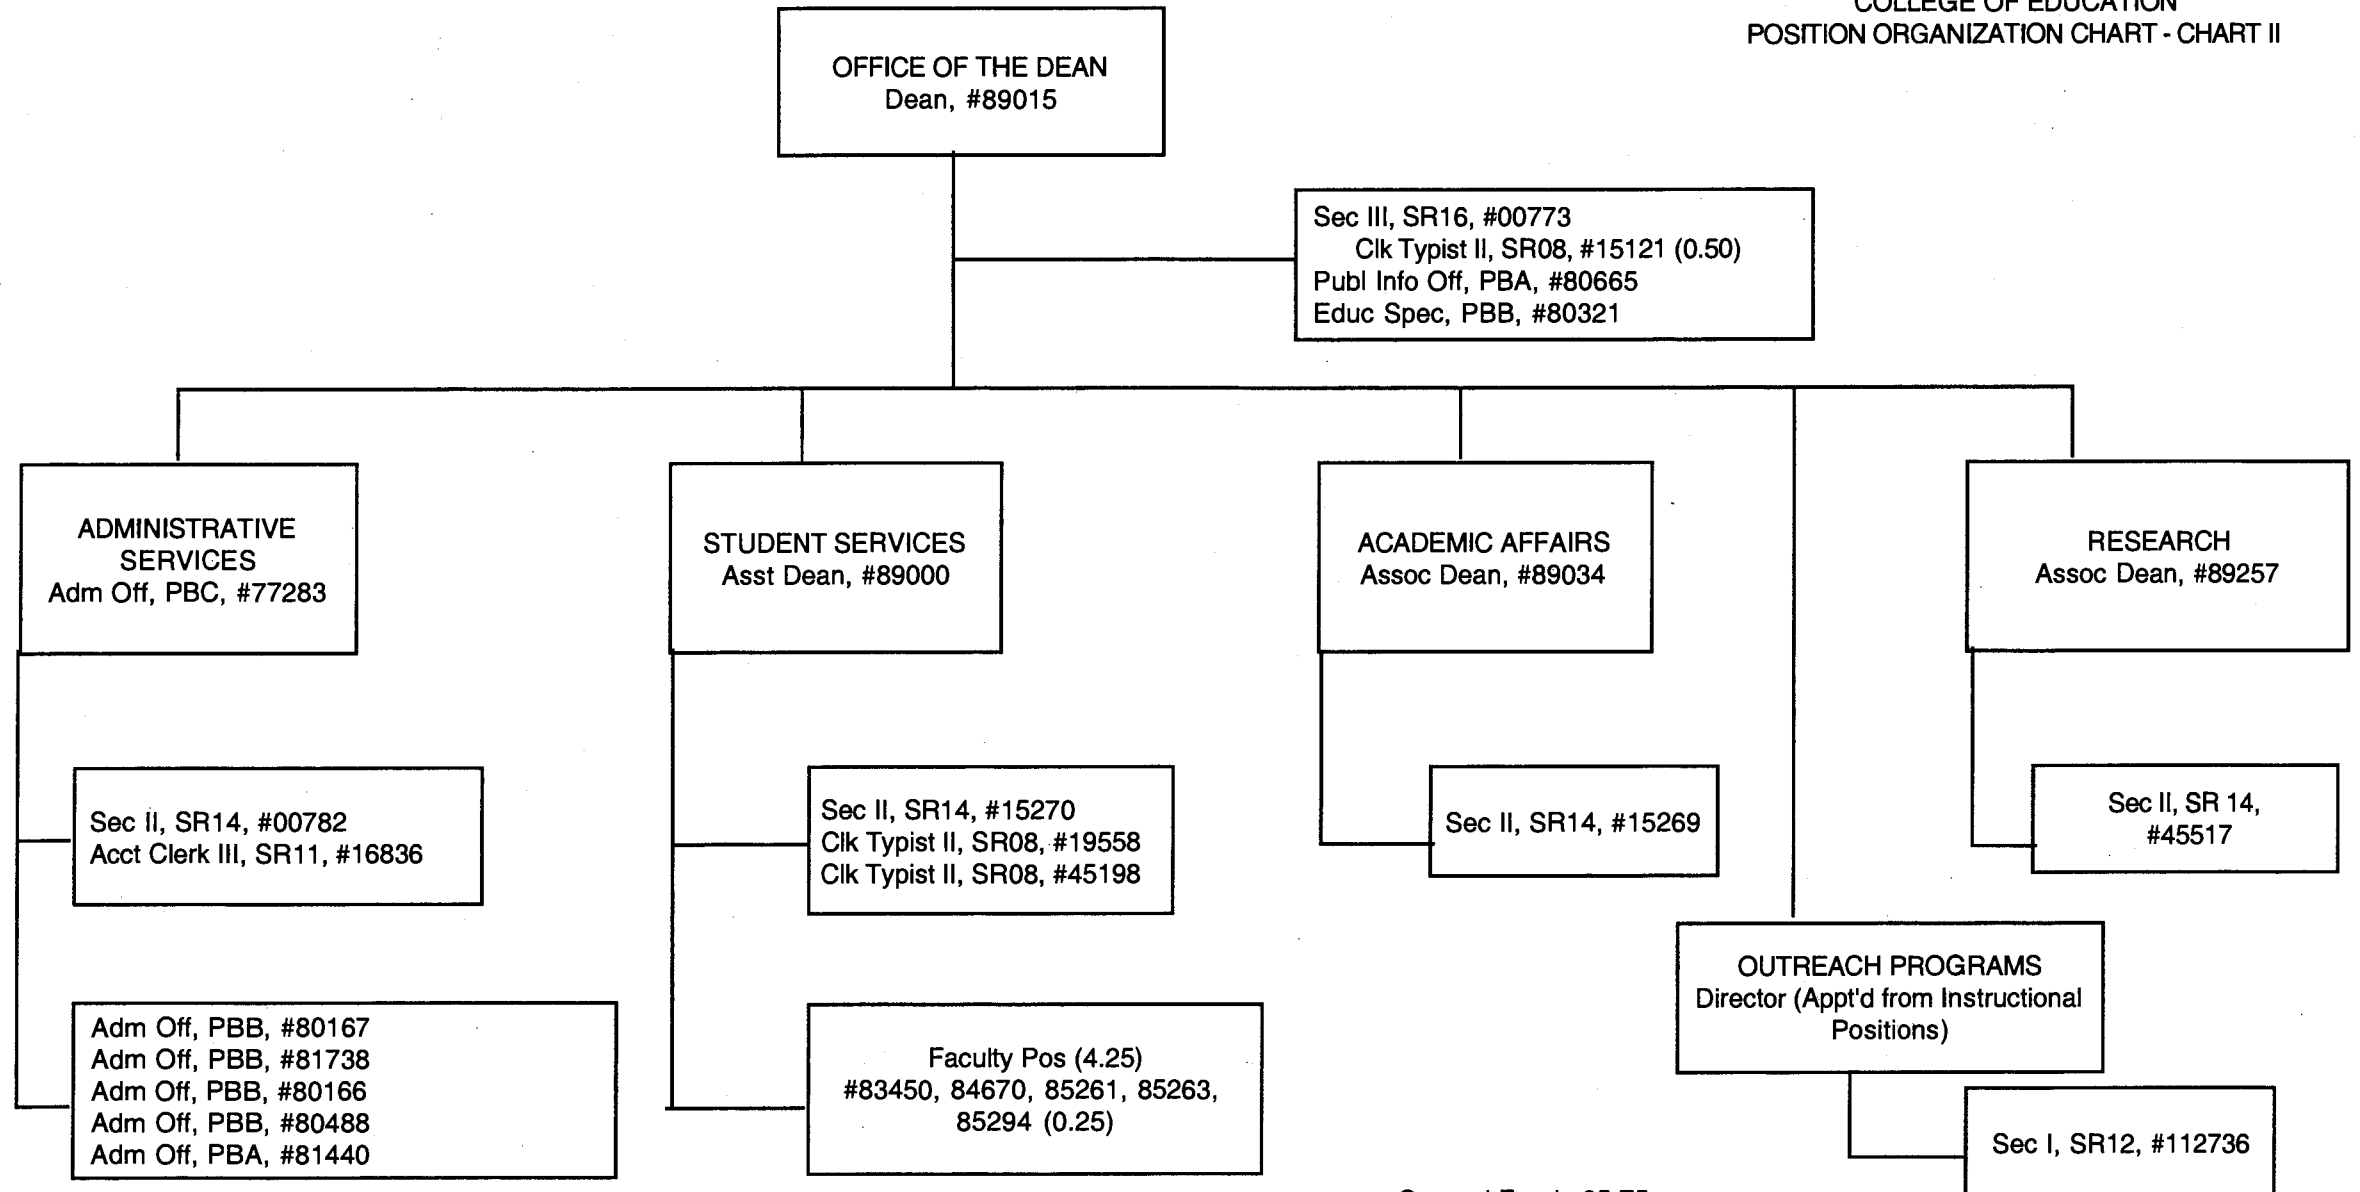 COLLEGE OF EDUCATION
POSITION ORGANIZATION CHART - CHART II
OFFICE OF THE DEAN
Dean, #89015
Sec III, SR16, #00773
Clk Typist II, SR08, #15121 (0.50)
Publ Info Off, PBA, #80665
Educ Spec, PBB, #80321
ADMINISTRATIVE
SERVICES
Adm Off, PBC, #77283
STUDENT SERVICES
Asst Dean, #89000
ACADEMIC AFFAIRS
Assoc Dean, #89034
RESEARCH
Assoc Dean, #89257
Sec II, SR14, #00782
Acct Clerk III, SR11, #16836
Sec II, SR14, #15270
Clk Typist II, SR08, #19558
Clk Typist II, SR08, #45198
Sec II, SR14, #15269
Sec II, SR 14,
#45517
Adm Off, PBB, #80167
Adm Off, PBB, #81738
Adm Off, PBB, #80166
Adm Off, PBB, #80488
Adm Off, PBA, #81440
Faculty Pos (4.25)
#83450, 84670, 85261, 85263,
85294 (0.25)
OUTREACH PROGRAMS
Director (Appt'd from Instructional
Positions)
Sec I, SR12, #112736